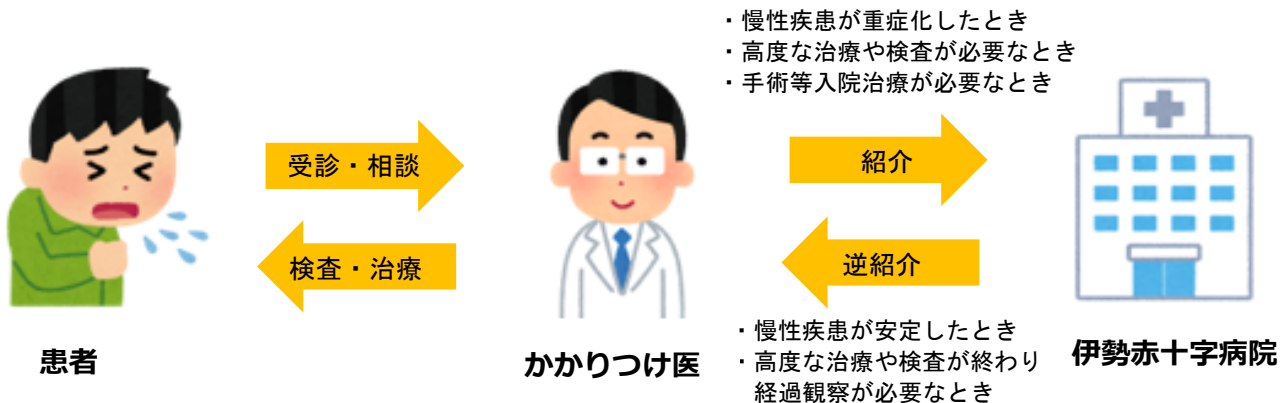 ・慢性疾患が重症化したとき
・高度な治療や検査が必要なとき
・手術等入院治療が必要なとき
受診・相談
紹介
検査・治療
逆紹介
・慢性疾患が安定したとき
・高度な治療や検査が終わり
経過観察が必要なとき
患者
かかりつけ医
伊勢赤十字病院